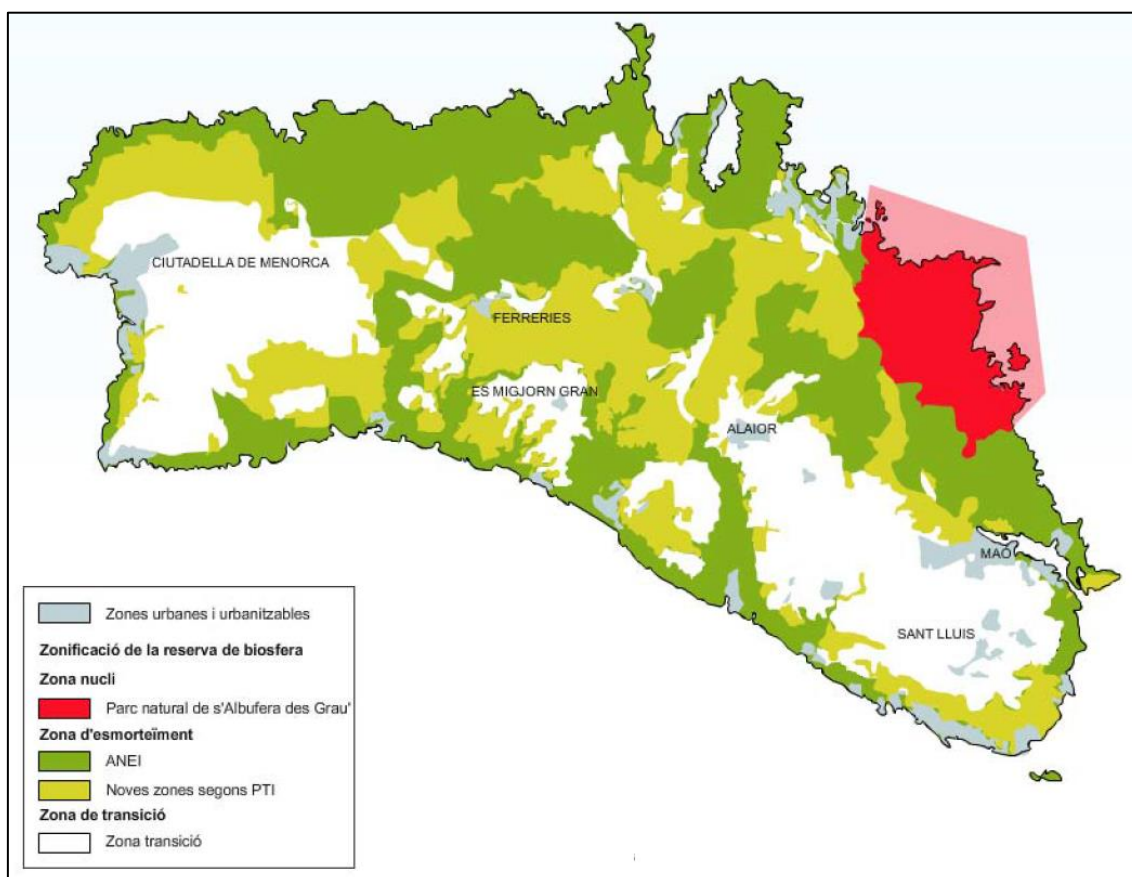 CIUTADELLA DE MENORCA
FERRERIES
ES MIGJORN GRAN
ALAIOR
MAÓ
SANT LLUIS
Zones urbanes i urbanitzables
Zonificació de la reserva de biosfera
Zona nucli
Parc natural de s'Albufera des Grau'
Zona d'esmorteïment
ANEI
Noves zones segons PTI
Zona de transició
Zona transició